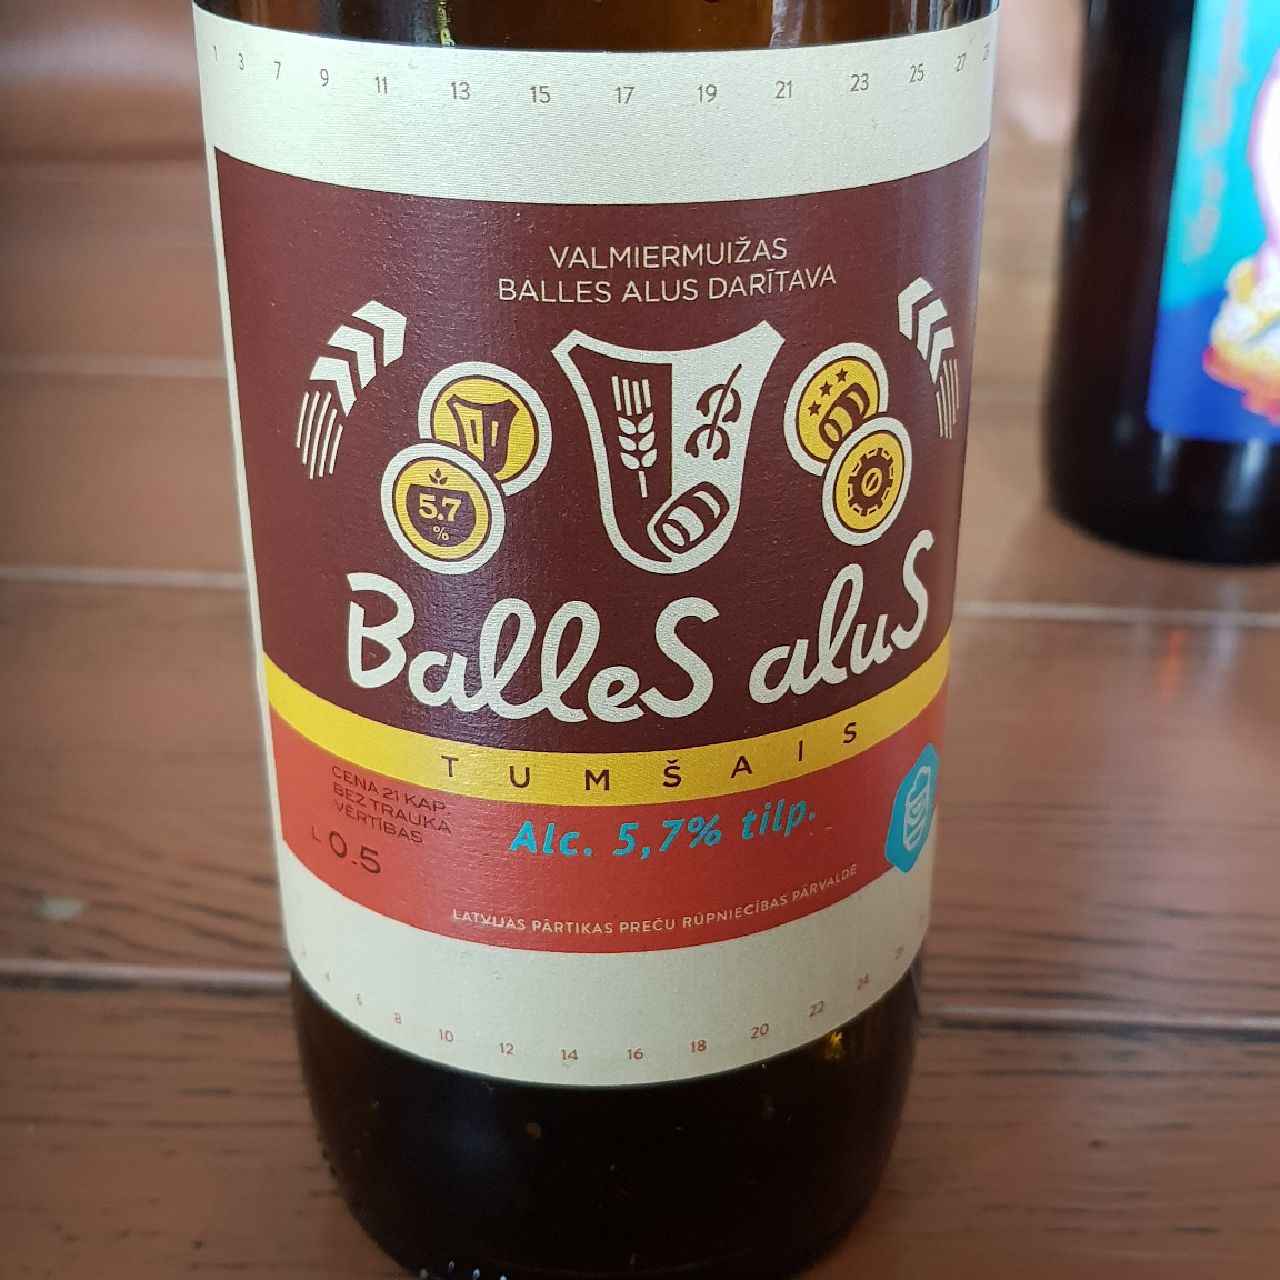 1 3 7 9 11 13 15 17 19 21 23 25 27
VALMIERMUIŽAS
BALLES ALUS DARĪTAVA
5.7
%
BalleS aluS
TUMŠAIS
CENA 21 KAP.
BEZ TRAUKA
VĒRTĪBAS
L 0.5
Alc. 5,7% tilp.
LATVIJAS PĀRTIKAS PREČU RŪPNIECĪBAS PĀRVALDE
4 6 8 10 12 14 16 18 20 22 24